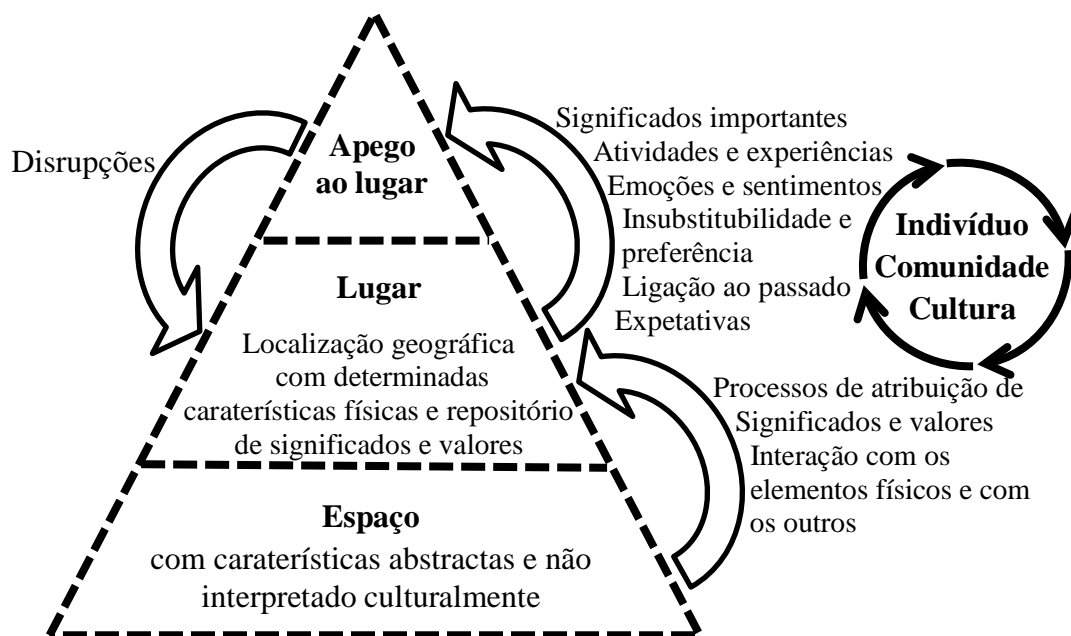 Disrupções
Apego
ao lugar
Significados importantes
Atividades e experiências
Emoções e sentimentos
Insubstitubilidade e
preferência
Ligação ao passado
Expetativas
Indivíduo
Comunidade
Cultura
Lugar
Localização geográfica
com determinadas
caraterísticas físicas e repositório
de significados e valores
Processos de atribuição de
Significados e valores
Interação com os
elementos físicos e com
os outros
Espaço
com caraterísticas abstractas e não
interpretado culturalmente